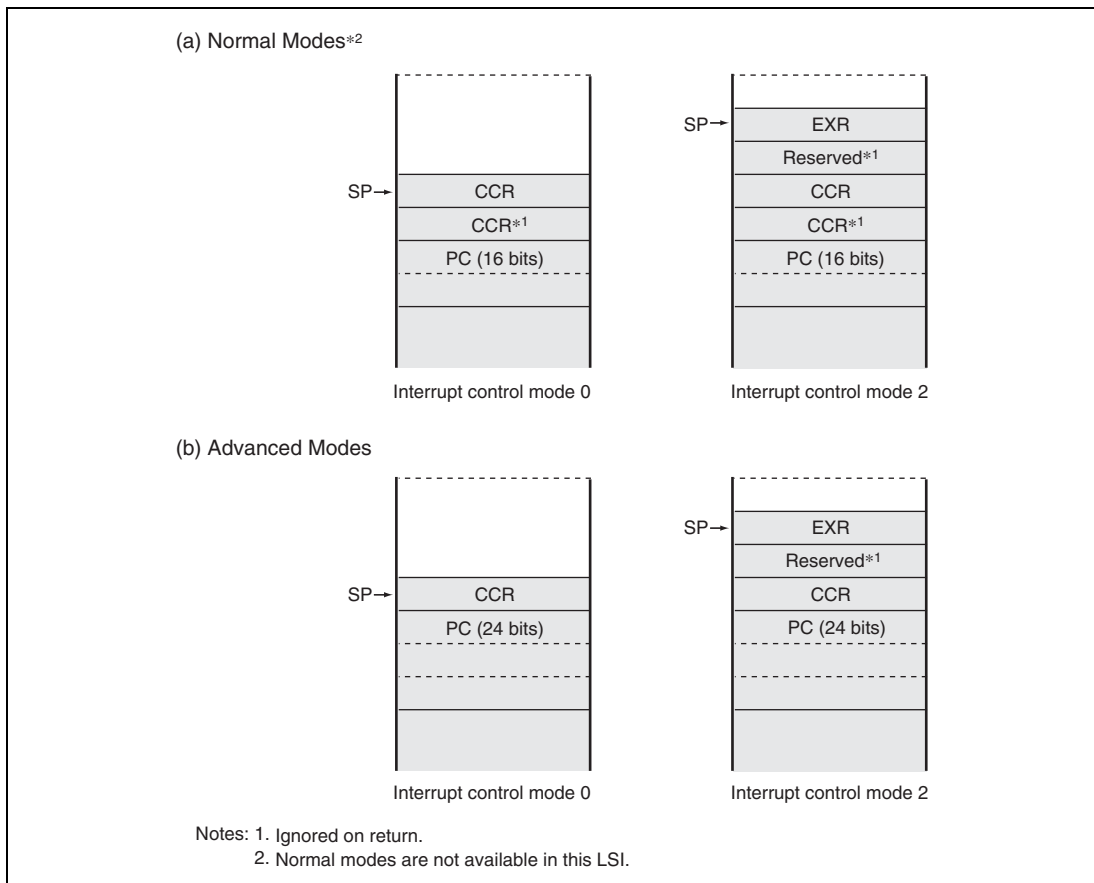 (a) Normal Modes*2
SP
CCR
CCR*1
PC (16 bits)
Interrupt control mode 0
SP
EXR
Reserved*1
CCR
CCR*1
PC (16 bits)
Interrupt control mode 2
(b) Advanced Modes
SP
CCR
PC (24 bits)
Interrupt control mode 0
SP
EXR
Reserved*1
CCR
PC (24 bits)
Interrupt control mode 2
Notes: 1. Ignored on return.
2. Normal modes are not available in this LSI.